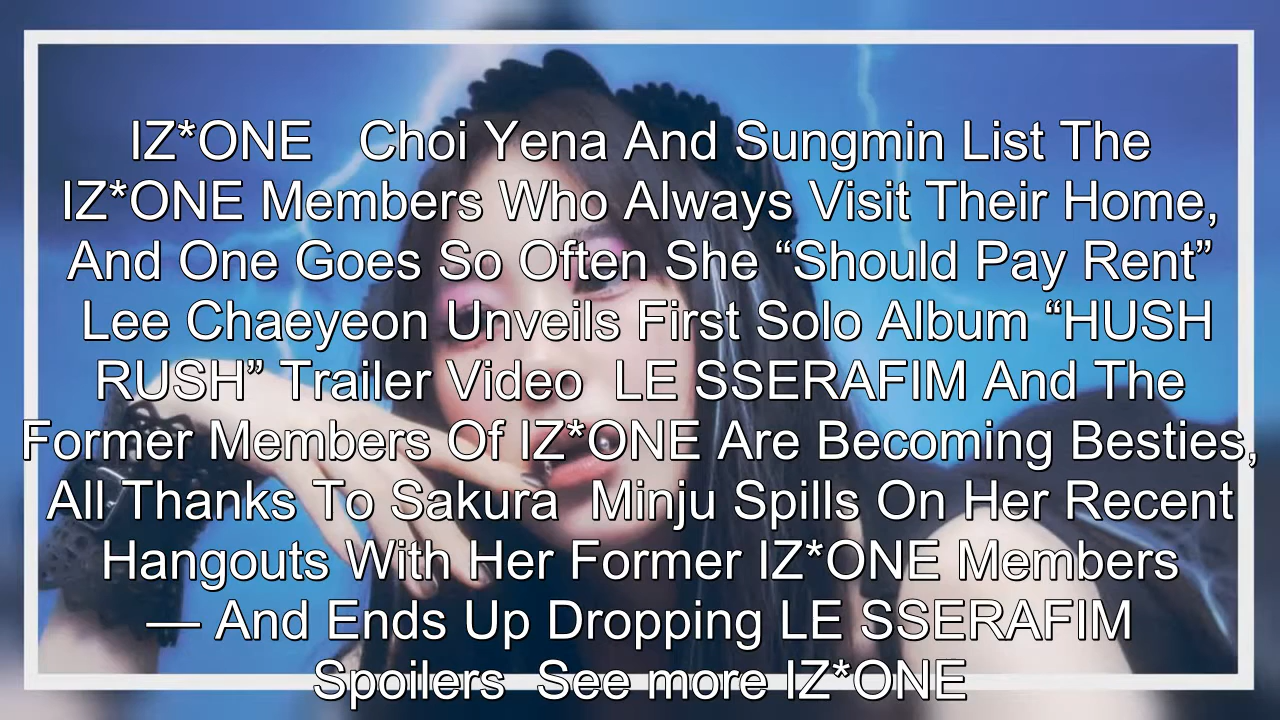 IZ*ONE   Choi Yena And Sungmin List The
IZ*ONE Members Who Always Visit Their Home,
And One Goes So Often She “Should Pay Rent”
Lee Chaeyeon Unveils First Solo Album “HUSH
RUSH” Trailer Video  LE SSERAFIM And The
Former Members Of IZ*ONE Are Becoming Besties,
All Thanks To Sakura  Minju Spills On Her Recent
Hangouts With Her Former IZ*ONE Members
— And Ends Up Dropping LE SSERAFIM
Spoilers  See more IZ*ONE